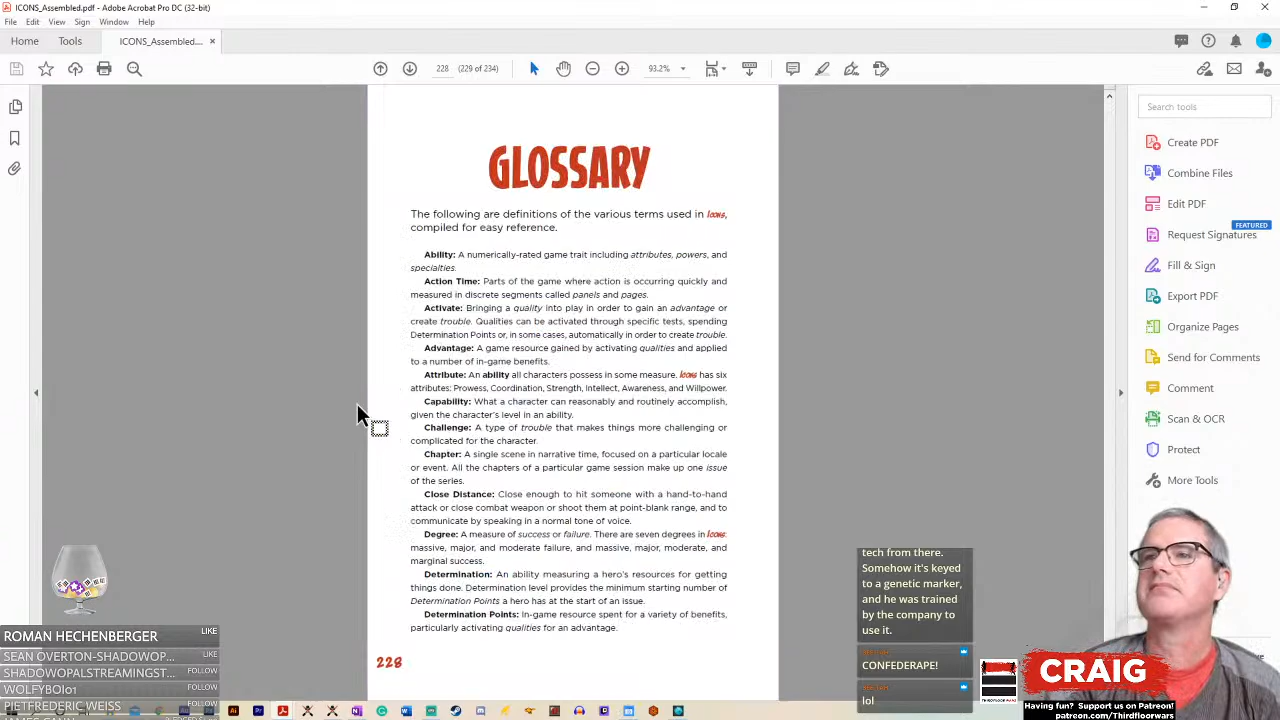 ICONS_Assembled.pdf - Adobe Acrobat Pro DC (32-bit)
File Edit View Sign Window Help
Home Tools ICONS_Assembled....
228 (229 of 234) 93.2%
Search tools
Create PDF
Combine Files
Edit PDF
FEATURED
Request Signatures
Fill & Sign
Export PDF
Organize Pages
Send for Comments
Comment
Scan & OCR
Protect
More Tools
GLOSSARY
The following are definitions of the various terms used in Icons,
compiled for easy reference.
Ability: A numerically-rated game trait including attributes, powers, and
specialties.
Action Time: Parts of the game where action is occurring quickly and
measured in discrete segments called panels and pages.
Activate: Bringing a quality into play in order to gain an advantage or
create trouble. Qualities can be activated through specific tests, spending
Determination Points or, in some cases, automatically in order to create trouble.
Advantage: A game resource gained by activating qualities and applied
to a number of in-game benefits.
Attribute: An ability all characters possess in some measure. Icons has six
attributes: Prowess, Coordination, Strength, Intellect, Awareness, and Willpower.
Capability: What a character can reasonably and routinely accomplish,
given the character's level in an ability.
Challenge: A type of trouble that makes things more challenging or
complicated for the character.
Chapter: A single scene in narrative time, focused on a particular locale
or event. All the chapters of a particular game session make up one issue
of the series.
Close Distance: Close enough to hit someone with a hand-to-hand
attack or close combat weapon or shoot them at point-blank range, and to
communicate by speaking in a normal tone of voice.
Degree: A measure of success or failure. There are seven degrees in Icons:
massive, major, and moderate failure, and massive, major, moderate, and
marginal success.
Determination: An ability measuring a hero's resources for getting
things done. Determination level provides the minimum starting number of
Determination Points a hero has at the start of an issue.
Determination Points: In-game resource spent for a variety of benefits,
particularly activating qualities for an advantage.
228
ROMAN HECHENBERGER LIKE
SEAN OVERTON-SHADOWOP... LIKE
SHADOWOPALSTREAMINGST... FOLLOW
WOLFYBOI01 FOLLOW
PIETFREDERIC WEISS FOLLOW
tech from there.
Somehow it's keyed
to a genetic marker,
and he was trained
by the company to
use it.
CONFEDERAPE!
lol
CRAIG
Having fun? Support us on Patreon!
patreon.com/Thirdfloorwars